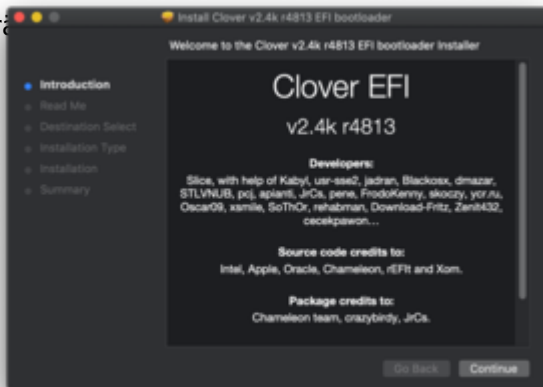 Install Clover v2.4k r4813 EFI bootloader
Welcome to the Clover v2.4k r4813 EFI bootloader Installer
Introduction
Read Me
Destination Select
Installation Type
Installation
Summary
Clover EFI
v2.4k r4813
Developers:
Slice, with help of Kabyl, usr-sse2, jadran, Blackosx, dmazar,
STLVNUB, pcj, apianti, JrCs, pene, FrodoKenny, skoczy, ycr.ru,
Oscar09, xsmile, SoThOr, rehabman, Download-Fritz, Zenit432,
cecekpawon...
Source code credits to:
Intel, Apple, Oracle, Chameleon, rEFIt and Xom.
Package credits to:
Chameleon team, crazybirdy, JrCs.
Go Back
Continue